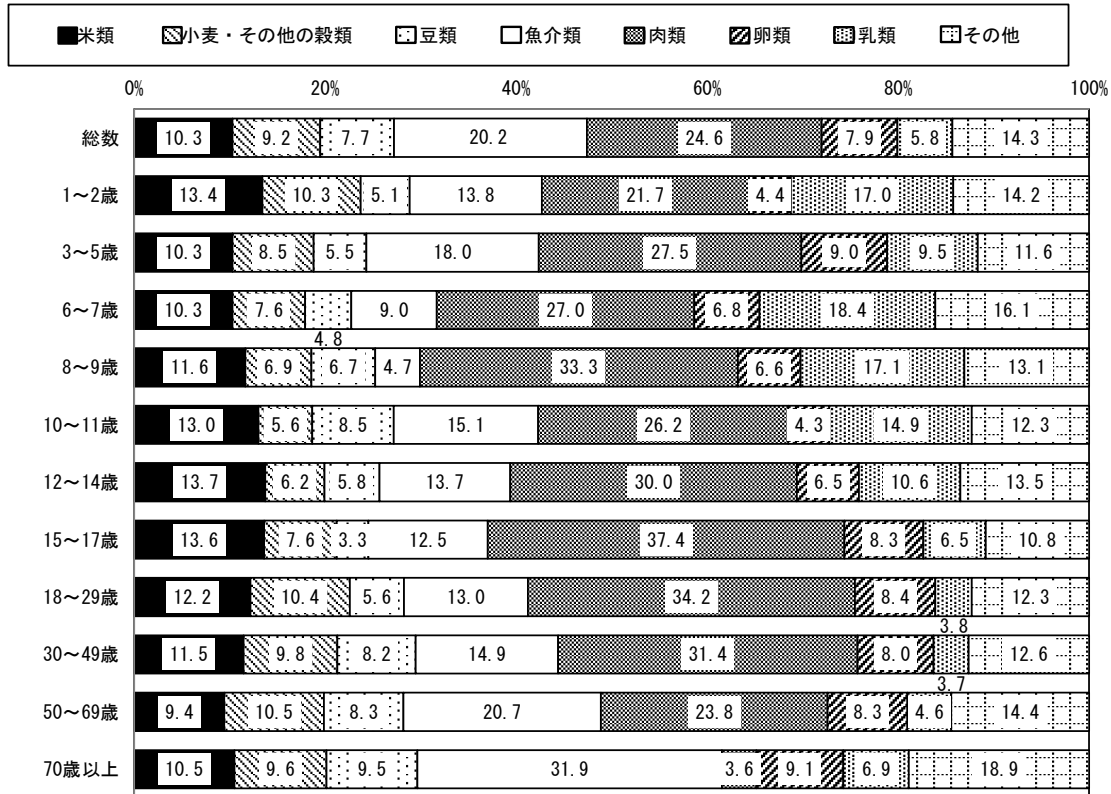 米類 小麦・その他の穀類 豆類 魚介類 肉類 卵類 乳類 その他
0% 20% 40% 60% 80% 100%
総数 10.3 9.2 7.7 20.2 24.6 7.9 5.8 14.3
1～2歳 13.4 10.3 5.1 13.8 21.7 4.4 17.0 14.2
3～5歳 10.3 8.5 5.5 18.0 27.5 9.0 9.5 11.6
6～7歳 10.3 7.6 9.0 27.0 6.8 18.4 16.1
4.8
8～9歳 11.6 6.9 6.7 4.7 33.3 6.6 17.1 13.1
10～11歳 13.0 5.6 8.5 15.1 26.2 4.3 14.9 12.3
12～14歳 13.7 6.2 5.8 13.7 30.0 6.5 10.6 13.5
15～17歳 13.6 7.6 3.3 12.5 37.4 8.3 6.5 10.8
18～29歳 12.2 10.4 5.6 13.0 34.2 8.4 12.3
3.8
30～49歳 11.5 9.8 8.2 14.9 31.4 8.0 12.6
3.7
50～69歳 9.4 10.5 8.3 20.7 23.8 8.3 4.6 14.4
70歳以上 10.5 9.6 9.5 31.9 3.6 9.1 6.9 18.9